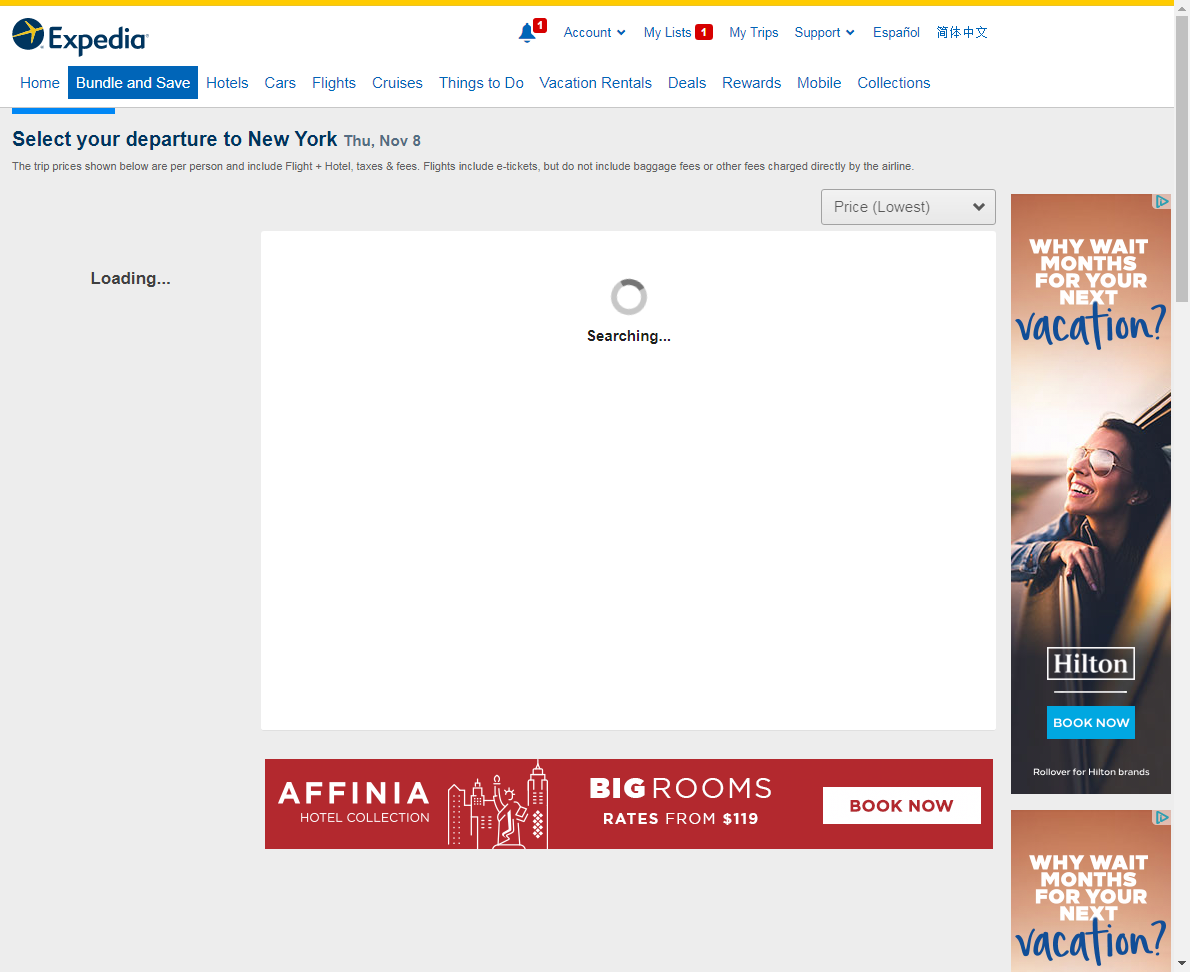 Expedia
1
Account
My Lists 1
My Trips
Support
Español
简体中文
Home
Bundle and Save
Hotels
Cars
Flights
Cruises
Things to Do
Vacation Rentals
Deals
Rewards
Mobile
Collections
Select your departure to New York Thu, Nov 8
The trip prices shown below are per person and include Flight + Hotel, taxes & fees. Flights include e-tickets, but do not include baggage fees or other fees charged directly by the airline.
Price (Lowest)
Loading...
Searching...
WHY WAIT
MONTHS
FOR YOUR
NEXT
vacation?
Hilton
BOOK NOW
Rollover for Hilton brands
AFFINIA
HOTEL COLLECTION
BIG ROOMS
RATES FROM $119
BOOK NOW
WHY WAIT
MONTHS
FOR YOUR
NEXT
vacation?